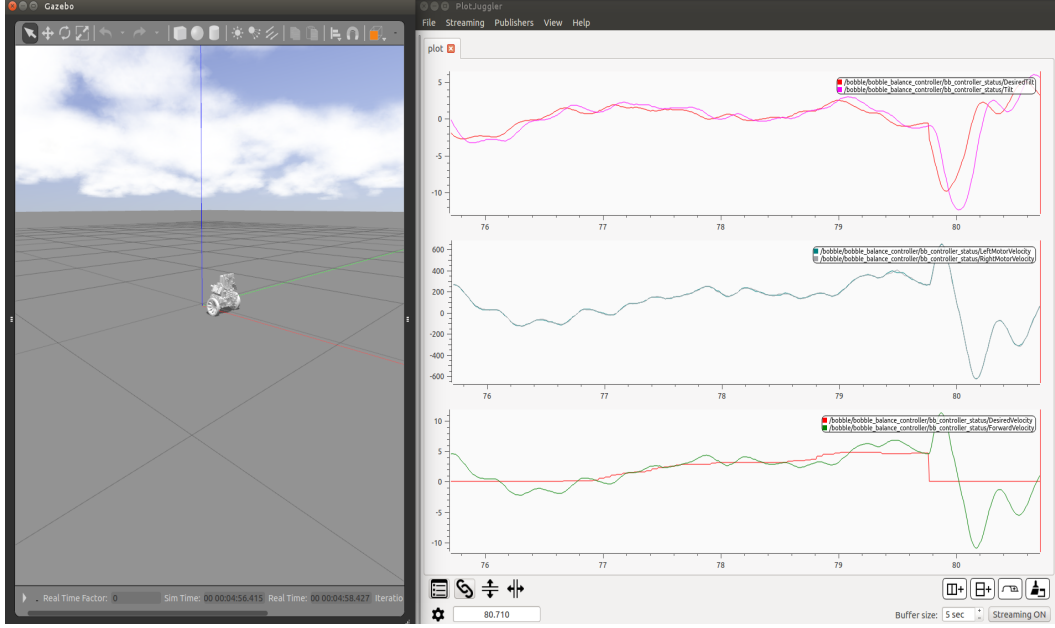 Gazebo
Real Time Factor: 0 Sim Time: 00 00:04:56.415 Real Time: 00 00:04:58.427 Iteratio
PlotJuggler
File Streaming Publishers View Help
plot
/bobble/bobble_balance_controller/bb_controller_status/DesiredTilt
/bobble/bobble_balance_controller/bb_controller_status/Tilt
5
0
-5
-10
76 77 78 79 80
/bobble/bobble_balance_controller/bb_controller_status/LeftMotorVelocity
/bobble/bobble_balance_controller/bb_controller_status/RightMotorVelocity
600
400
200
0
-200
-400
-600
76 77 78 79 80
/bobble/bobble_balance_controller/bb_controller_status/DesiredVelocity
/bobble/bobble_balance_controller/bb_controller_status/ForwardVelocity
10
5
0
-5
-10
76 77 78 79 80
80.710
Buffer size: 5 sec Streaming ON